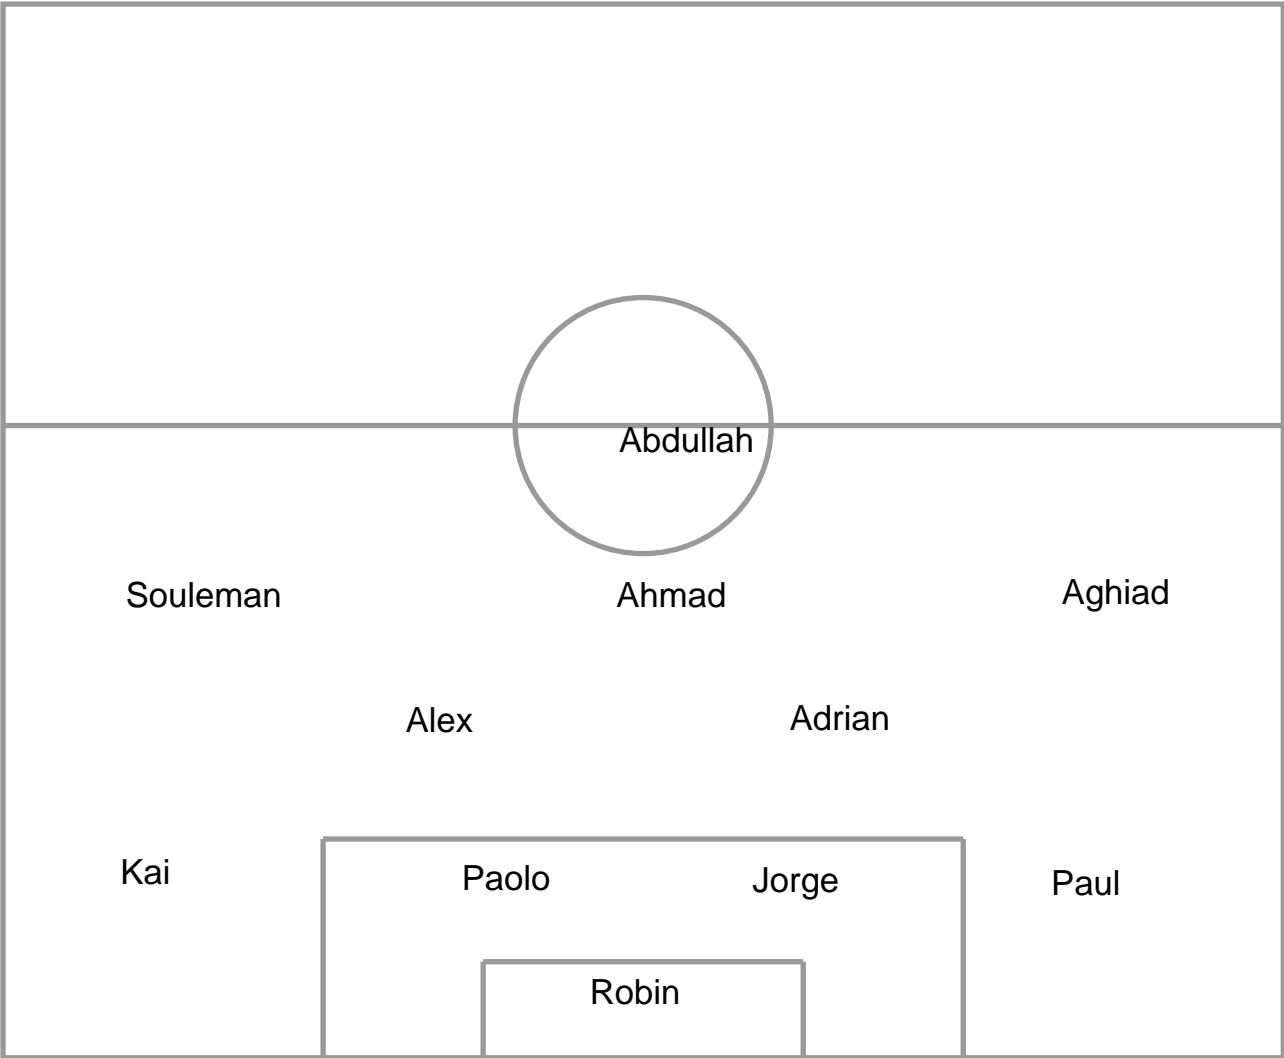 Abdullah
Souleman Ahmad Aghiad
Alex Adrian
Kai Paolo Jorge Paul
Robin